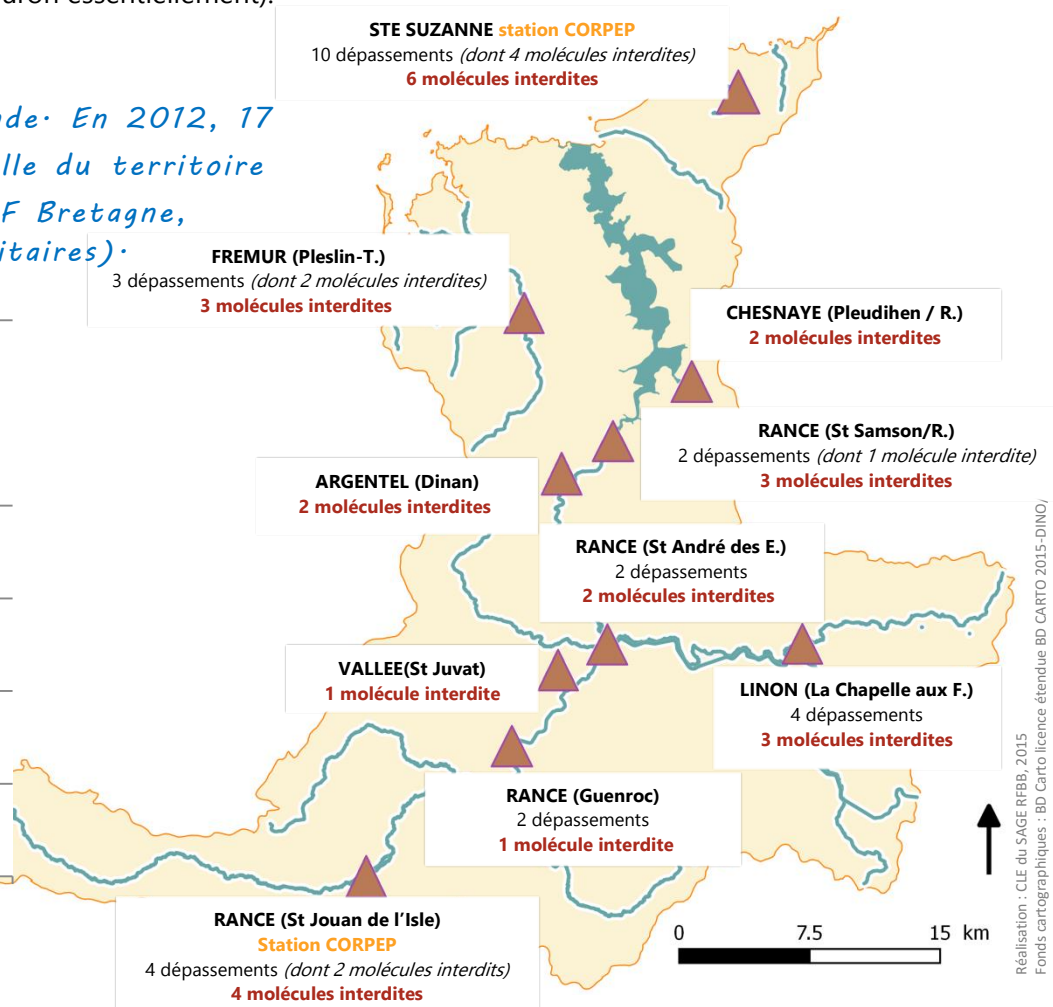 uron essentiellement).
nde. En 2012, 17
lle du territoire
F Bretagne,
itaires).
STE SUZANNE station CORPEP
10 dépassements (dont 4 molécules interdites)
6 molécules interdites
FREMUR (Pleslin-T.)
3 dépassements (dont 2 molécules interdites)
3 molécules interdites
CHESNAYE (Pleudihen / R.)
2 molécules interdites
RANCE (St Samson/R.)
2 dépassements (dont 1 molécule interdite)
3 molécules interdites
ARGENTEL (Dinan)
2 molécules interdites
RANCE (St André des E.)
2 dépassements
2 molécules interdites
VALLEE(St Juvat)
1 molécule interdite
LINON (La Chapelle aux F.)
4 dépassements
3 molécules interdites
RANCE (Guenroc)
2 dépassements
1 molécule interdite
RANCE (St Jouan de l'Isle)
Station CORPEP
4 dépassements (dont 2 molécules interdits)
4 molécules interdites
0 7.5 15 km
Réalisation : CLE du SAGE RFBB, 2015
Fonds cartographiques : BD Carto licence étendue BD CARTO 2015-DINO/